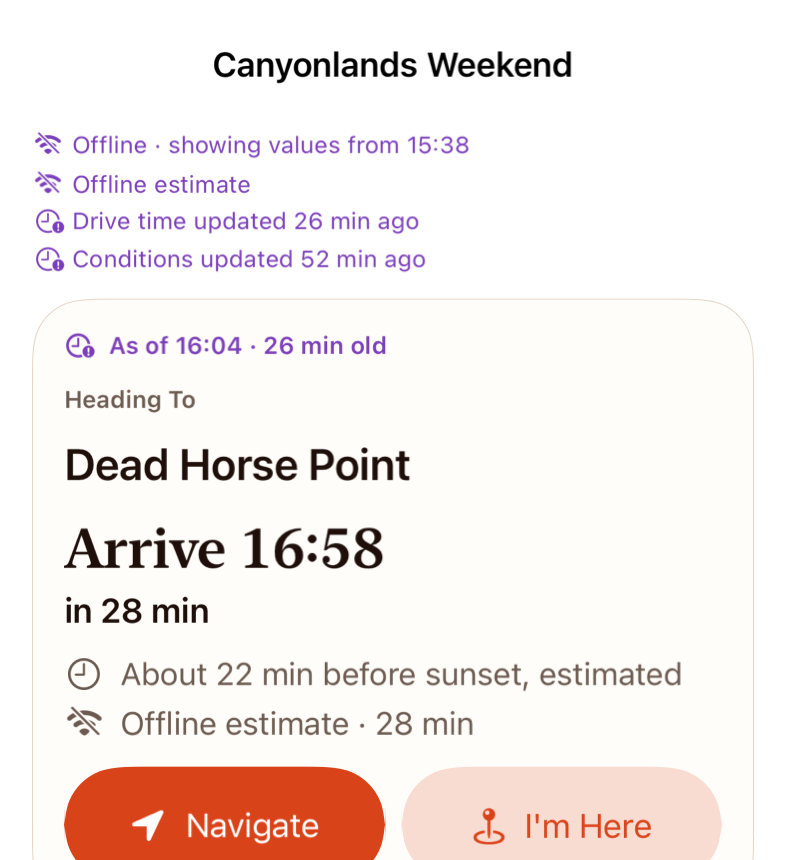 Canyonlands Weekend
Offline · showing values from 15:38
Offline estimate
Drive time updated 26 min ago
Conditions updated 52 min ago
As of 16:04 · 26 min old
Heading To
Dead Horse Point
Arrive 16:58
in 28 min
About 22 min before sunset, estimated
Offline estimate · 28 min
Navigate
I'm Here